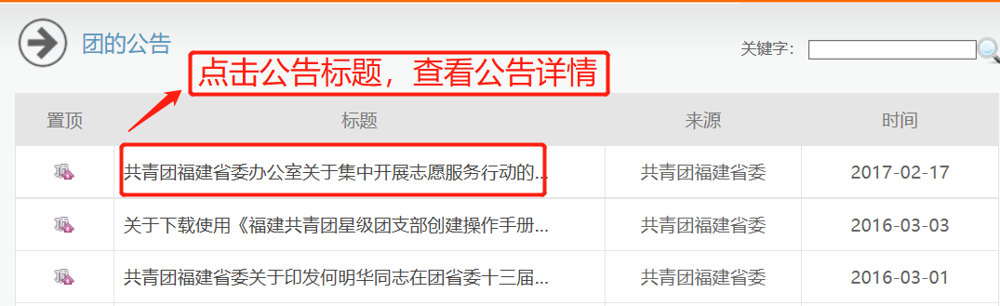 团的公告
关键字：
点击公告标题，查看公告详情
置顶 标题 来源 时间
共青团福建省委办公室关于集中开展志愿服务行动的... 共青团福建省委 2017-02-17
关于下载使用《福建共青团星级团支部创建操作手册... 共青团福建省委 2016-03-03
共青团福建省委关于印发何明华同志在团省委十三届... 共青团福建省委 2016-03-01